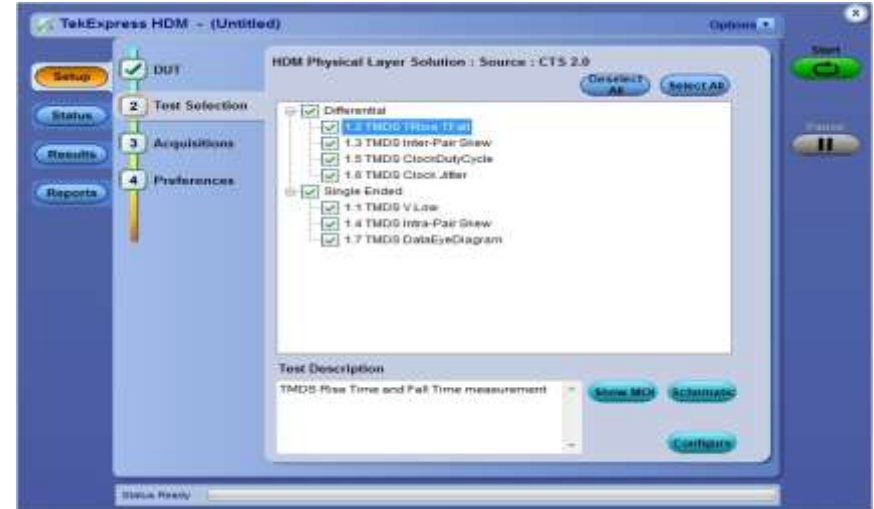 TekExpress HDM - (Untitled)
Options
Start
Setup
DUT
HDM Physical Layer Solution : Source : CTS 2.0
Deselect All
Select All
Status
2 Test Selection
Differential
1.2 TMDS TRise TFall
Pause
Results
3 Acquisitions
1.3 TMDS Inter-Pair Skew
1.5 TMDS ClockDutyCycle
1.6 TMDS Clock Jitter
Reports
4 Preferences
Single Ended
1.1 TMDS V Low
1.4 TMDS Intra-Pair Skew
1.7 TMDS DataEyeDiagram
Test Description
TMDS Rise Time and Fall Time measurement
Show MOI
Schematic
Configure
Status Ready